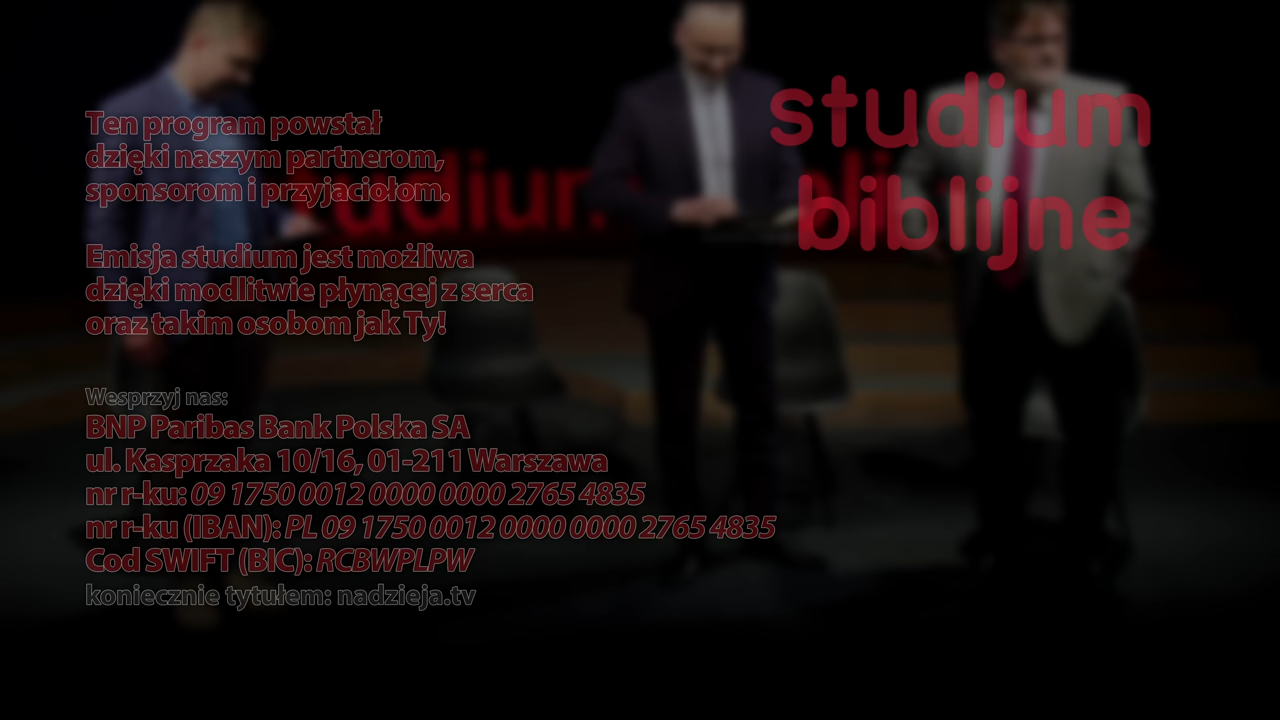 Ten program powstał
dzięki naszym partnerom,
sponsorom i przyjaciołom.
Emisja studium jest możliwa
dzięki modlitwie płynącej z serca
oraz takim osobom jak Ty!
Wesprzyj nas:
BNP Paribas Bank Polska SA
ul. Kasprzaka 10/16, 01-211 Warszawa
nr r-ku: 09 1750 0012 0000 0000 2765 4835
nr r-ku (IBAN): PL 09 1750 0012 0000 0000 2765 4835
Cod SWIFT (BIC): RCBWPLPW
koniecznie tytułem: nadzieja.tv
studium
biblijne